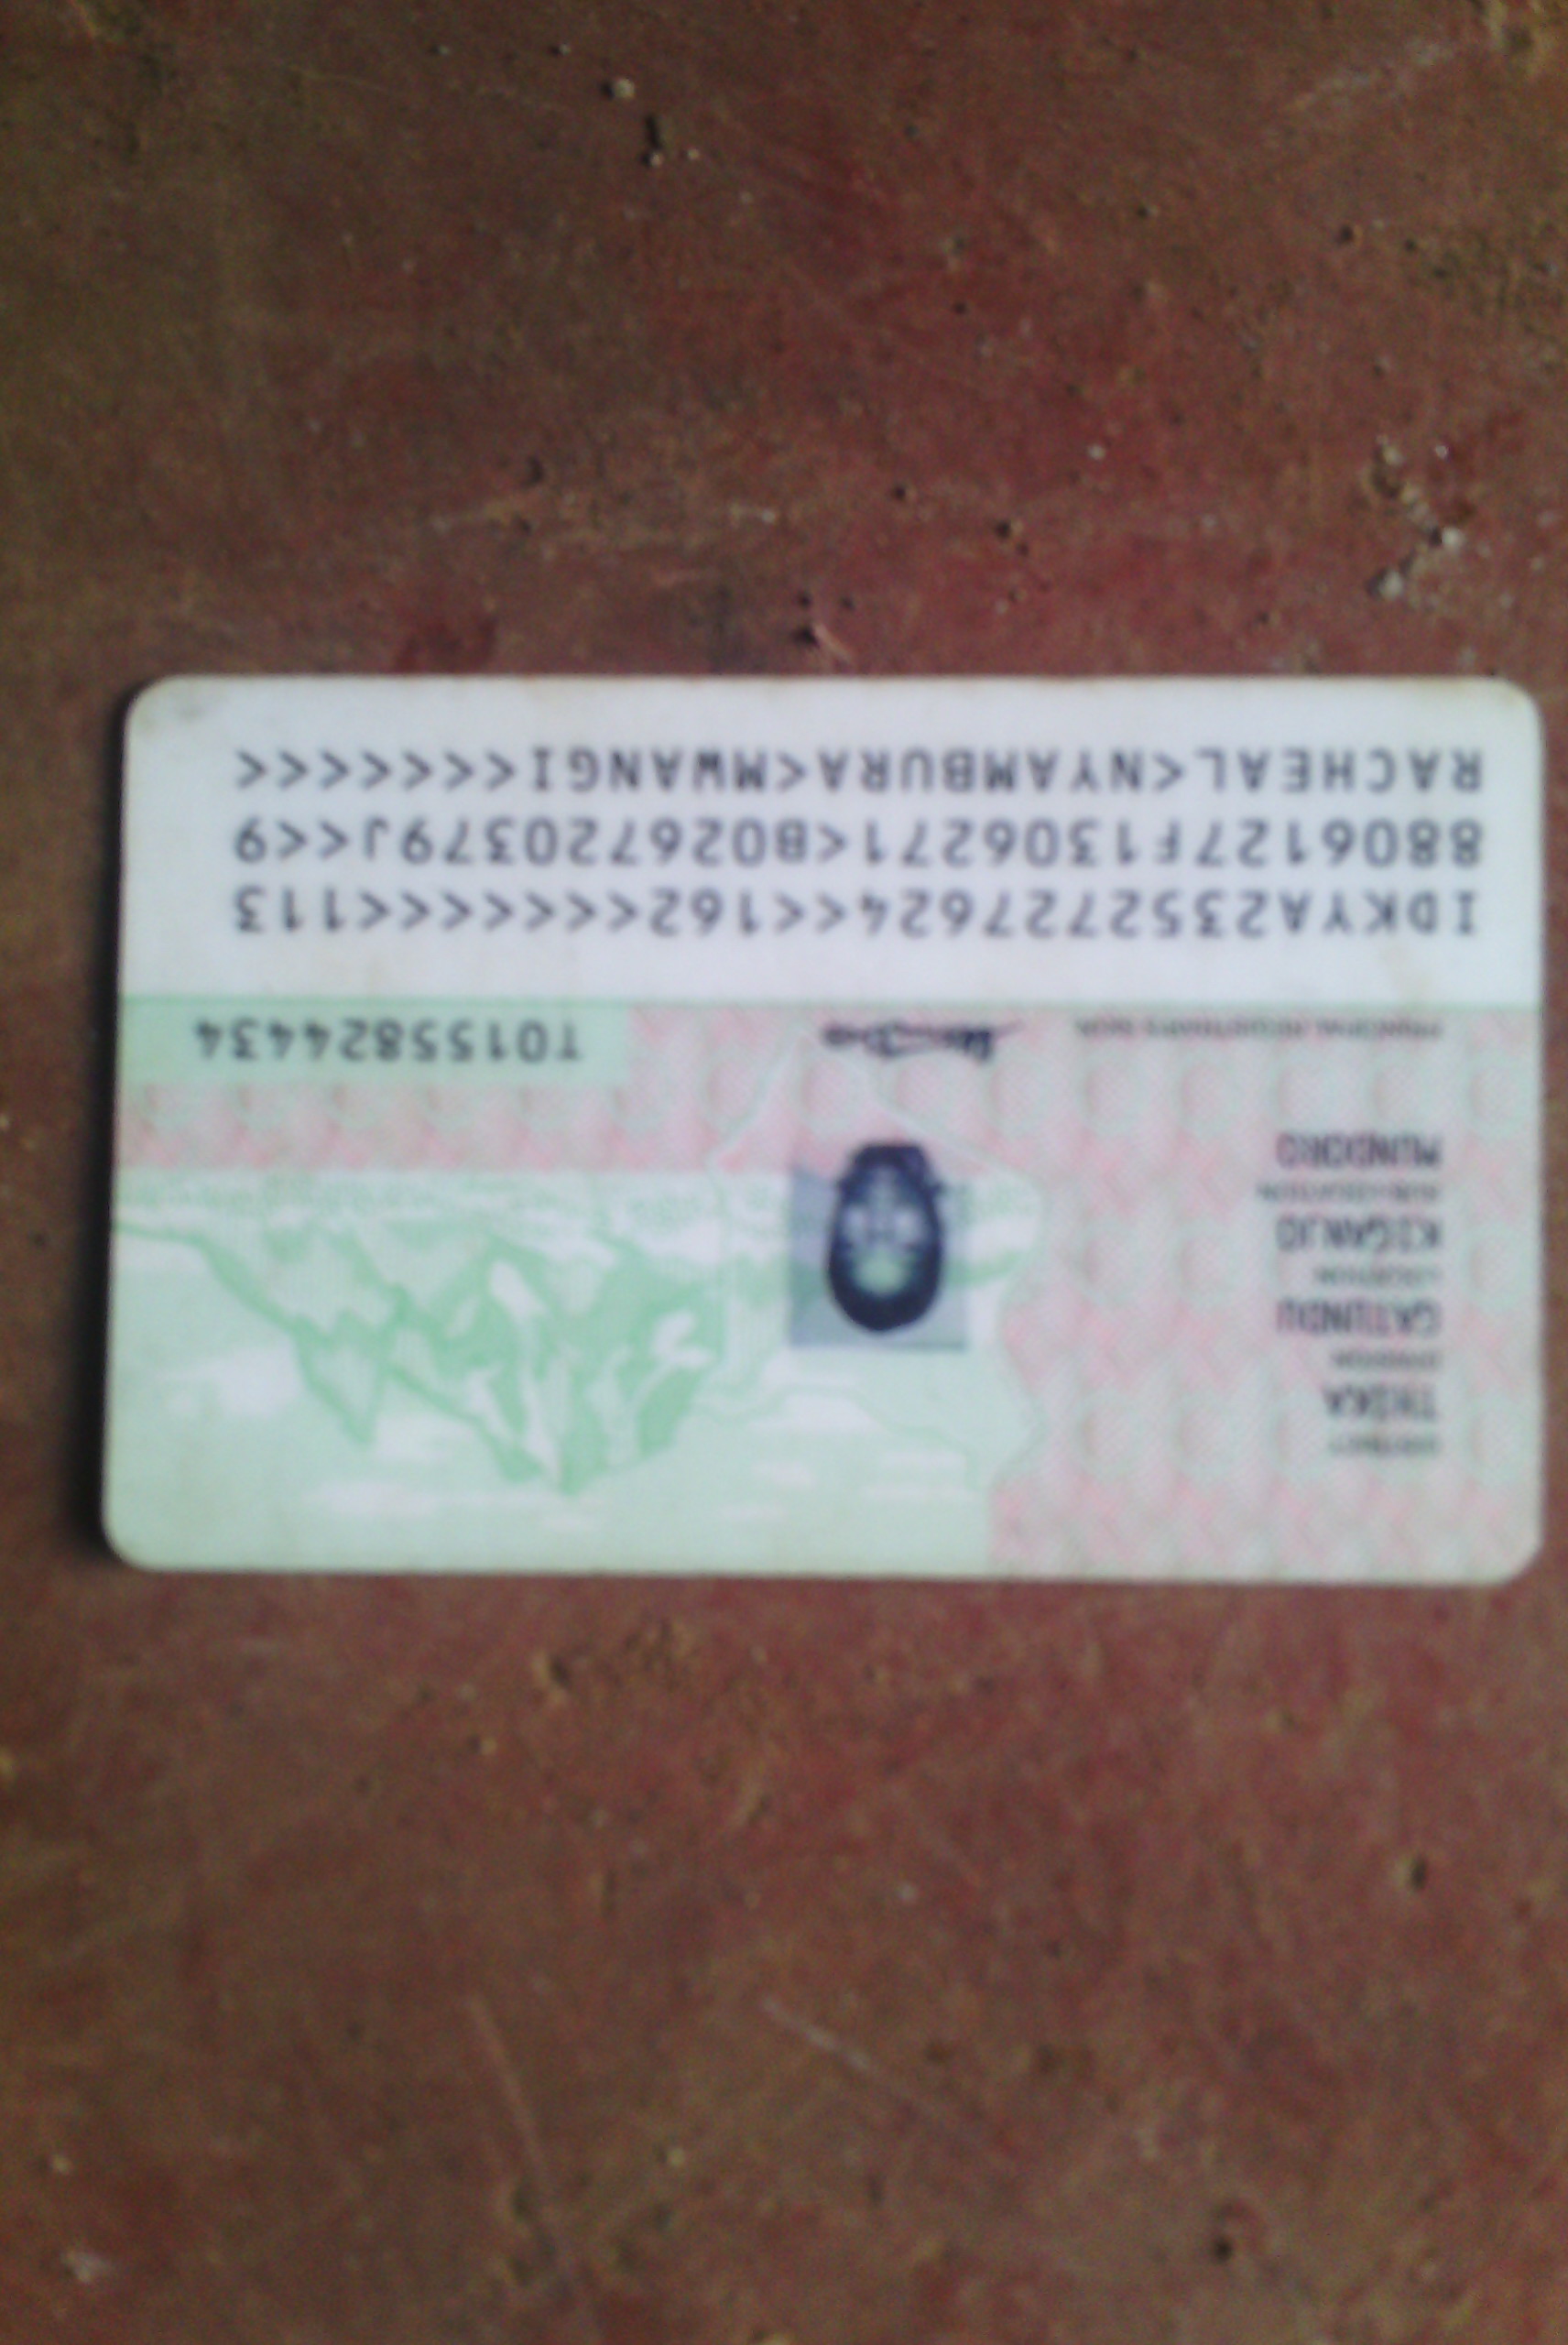 DISTRICT
THIKA
DIVISION
GATUNDU
LOCATION
KIGANJO
SUB-LOCATION
MUNDORO
PRINCIPAL REGISTRAR'S SIGN.
T0155824434
IDKYA2352727624<<162<<<<<<<113
8806127F1306271<B026720379J<<9
RACHEAL<NYAMBURA<MWANGI<<<<<<<